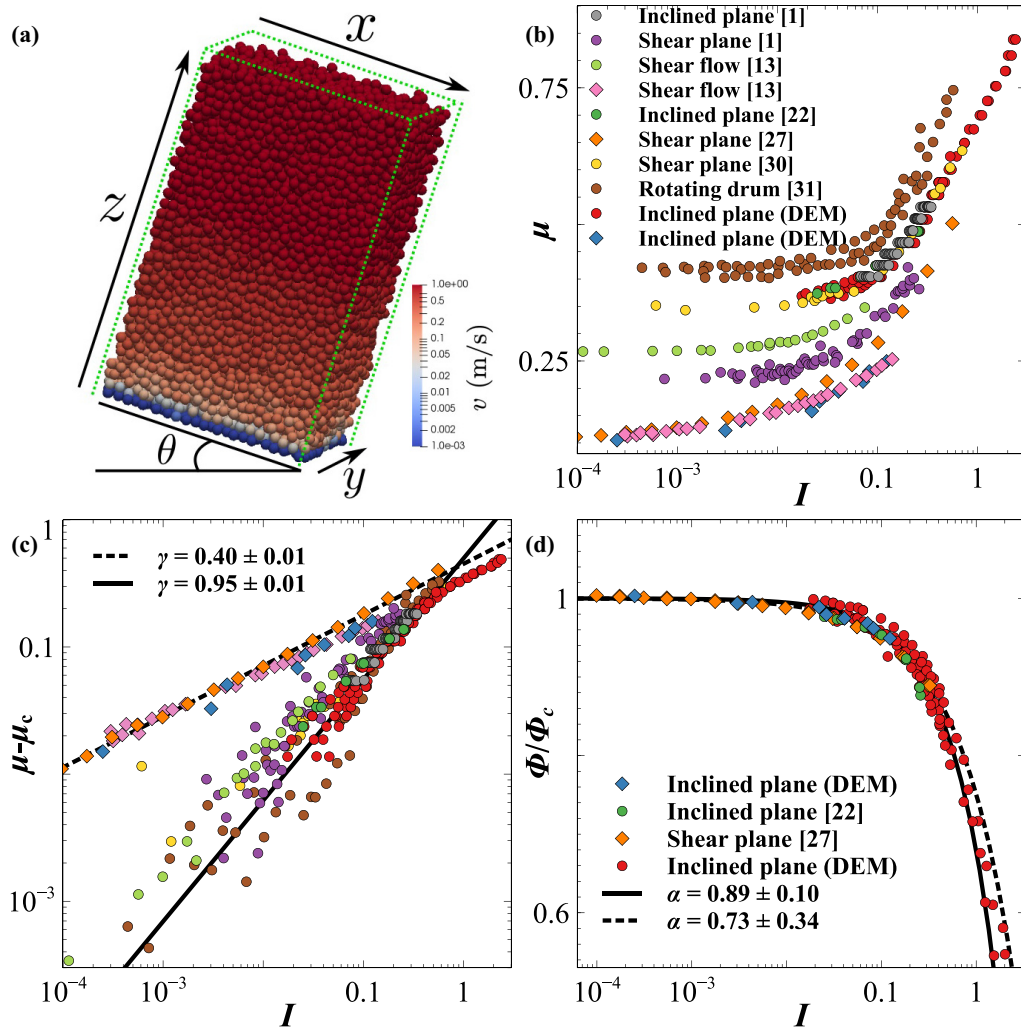 (a)
x
z
θ
y
v (m/s)
1.0e+00
0.5
0.2
0.1
0.05
0.02
0.01
0.005
0.002
1.0e-03
(b)
Inclined plane [1]
Shear plane [1]
Shear flow [13]
Shear flow [13]
Inclined plane [22]
Shear plane [27]
Shear plane [30]
Rotating drum [31]
Inclined plane (DEM)
Inclined plane (DEM)
μ
0.75
0.25
10⁻⁴
10⁻³
0.1
1
I
(c)
γ = 0.40 ± 0.01
γ = 0.95 ± 0.01
μ-μc
1
0.1
10⁻³
10⁻⁴
10⁻³
0.1
1
I
(d)
Φ/Φc
1
0.6
Inclined plane (DEM)
Inclined plane [22]
Shear plane [27]
Inclined plane (DEM)
α = 0.89 ± 0.10
α = 0.73 ± 0.34
10⁻⁴
10⁻³
0.1
1
I